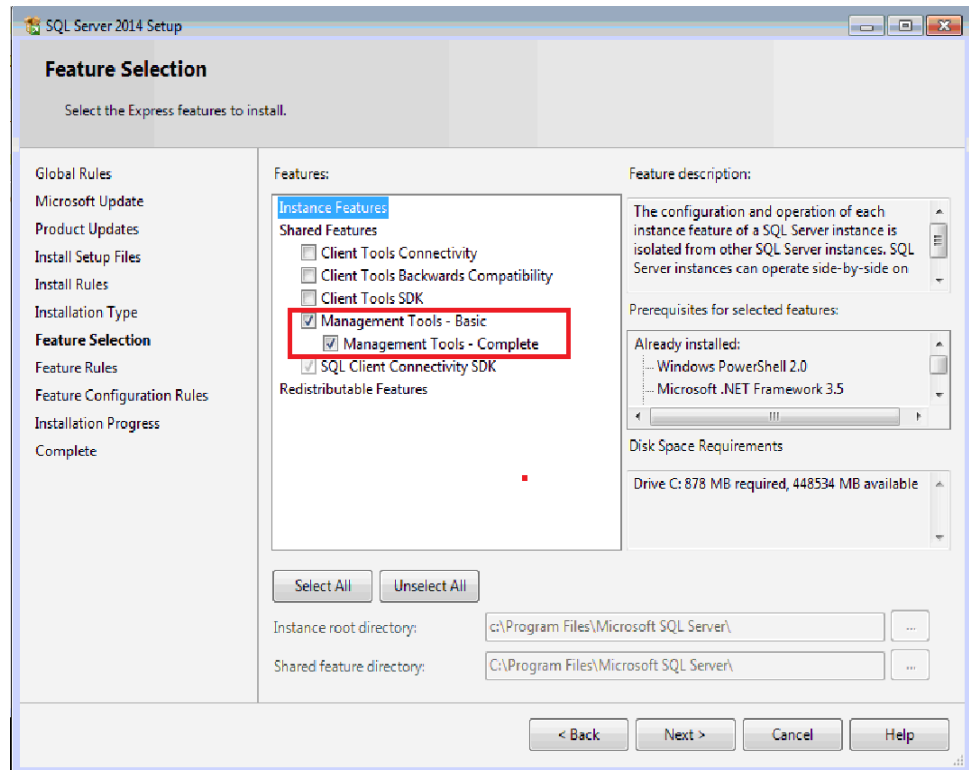 SQL Server 2014 Setup
Feature Selection
Select the Express features to install.
Global Rules
Microsoft Update
Product Updates
Install Setup Files
Install Rules
Installation Type
Feature Selection
Feature Rules
Feature Configuration Rules
Installation Progress
Complete
Features:
Instance Features
Shared Features
Client Tools Connectivity
Client Tools Backwards Compatibility
Client Tools SDK
Management Tools - Basic
Management Tools - Complete
SQL Client Connectivity SDK
Redistributable Features
Feature description:
The configuration and operation of each
instance feature of a SQL Server instance is
isolated from other SQL Server instances. SQL
Server instances can operate side-by-side on
Prerequisites for selected features:
Already installed:
Windows PowerShell 2.0
Microsoft .NET Framework 3.5
Disk Space Requirements
Drive C: 878 MB required, 448534 MB available
Select All
Unselect All
Instance root directory:
c:\Program Files\Microsoft SQL Server\
...
Shared feature directory:
C:\Program Files\Microsoft SQL Server\
...
< Back
Next >
Cancel
Help